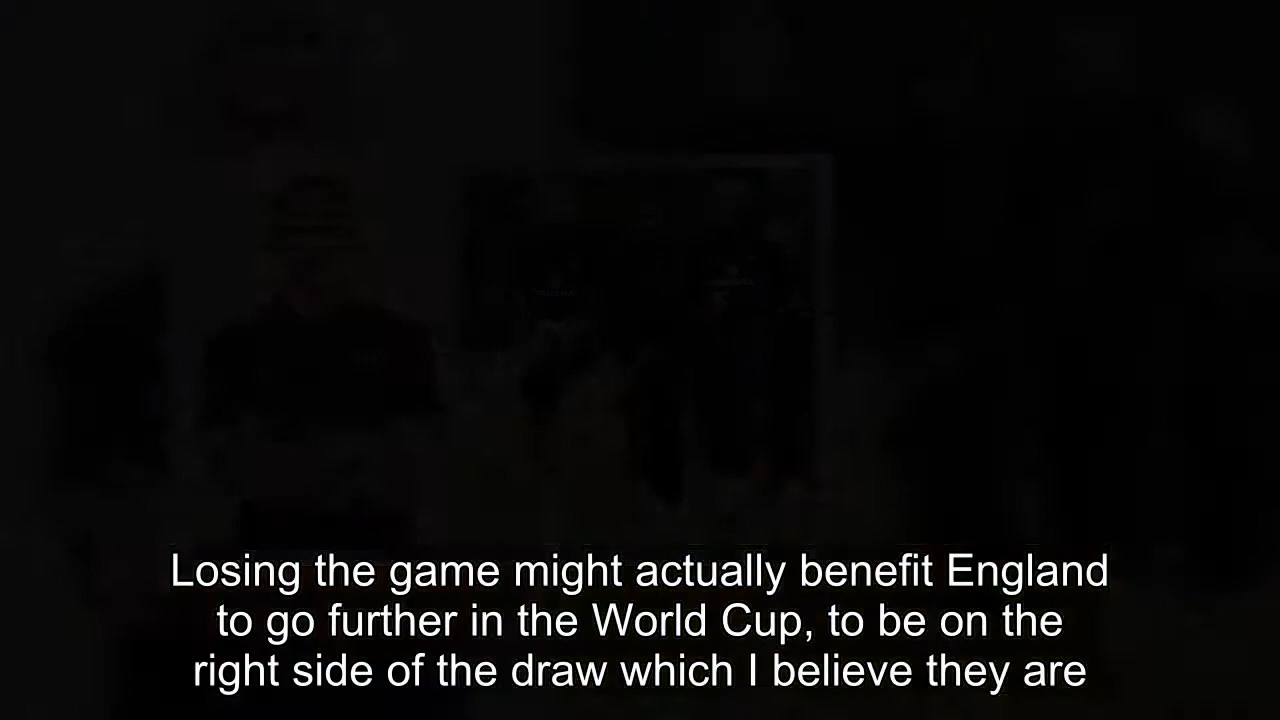 Losing the game might actually benefit England
to go further in the World Cup, to be on the
right side of the draw which I believe they are